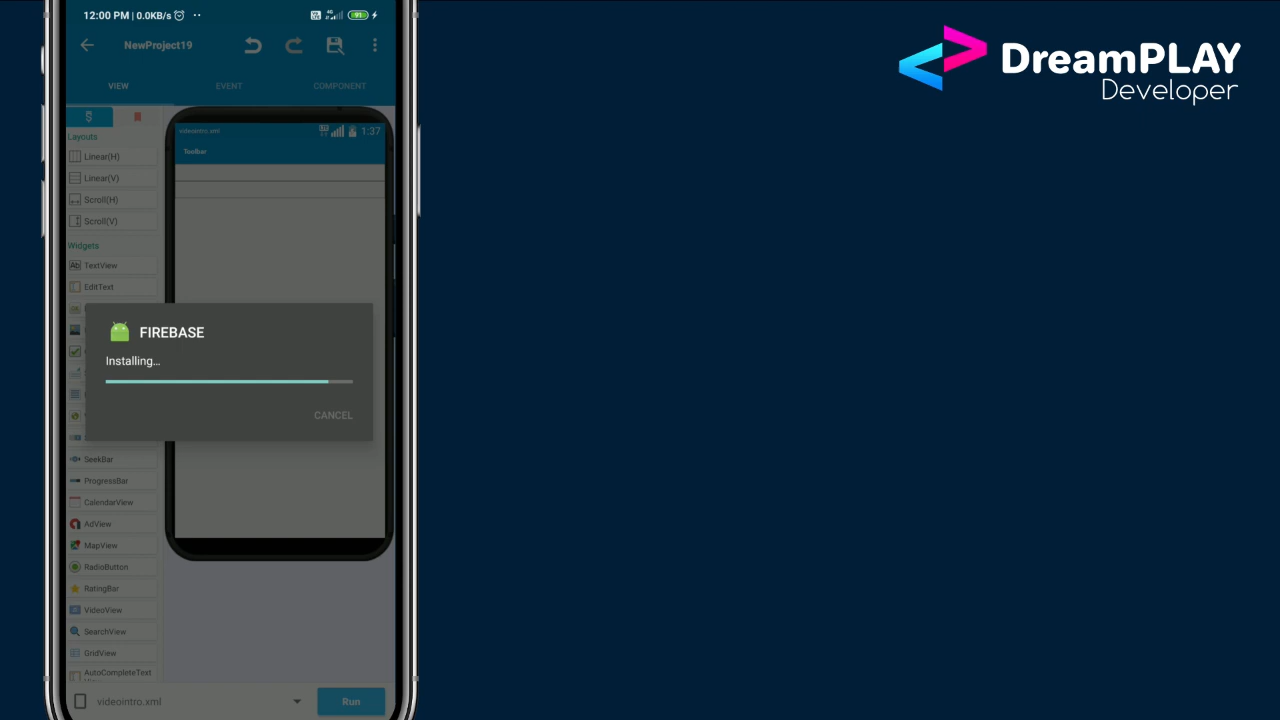 12:00 PM | 0.0KB/s
4G
91
NewProject19
VIEW
EVENT
COMPONENT
Layouts
Linear(H)
Linear(V)
Scroll(H)
Scroll(V)
Widgets
TextView
EditText
SeekBar
ProgressBar
CalendarView
AdView
MapView
RadioButton
RatingBar
VideoView
SearchView
GridView
AutoCompleteText
videointro.xml
1:37
Toolbar
FIREBASE
Installing...
CANCEL
videointro.xml
Run
DreamPLAY
Developer